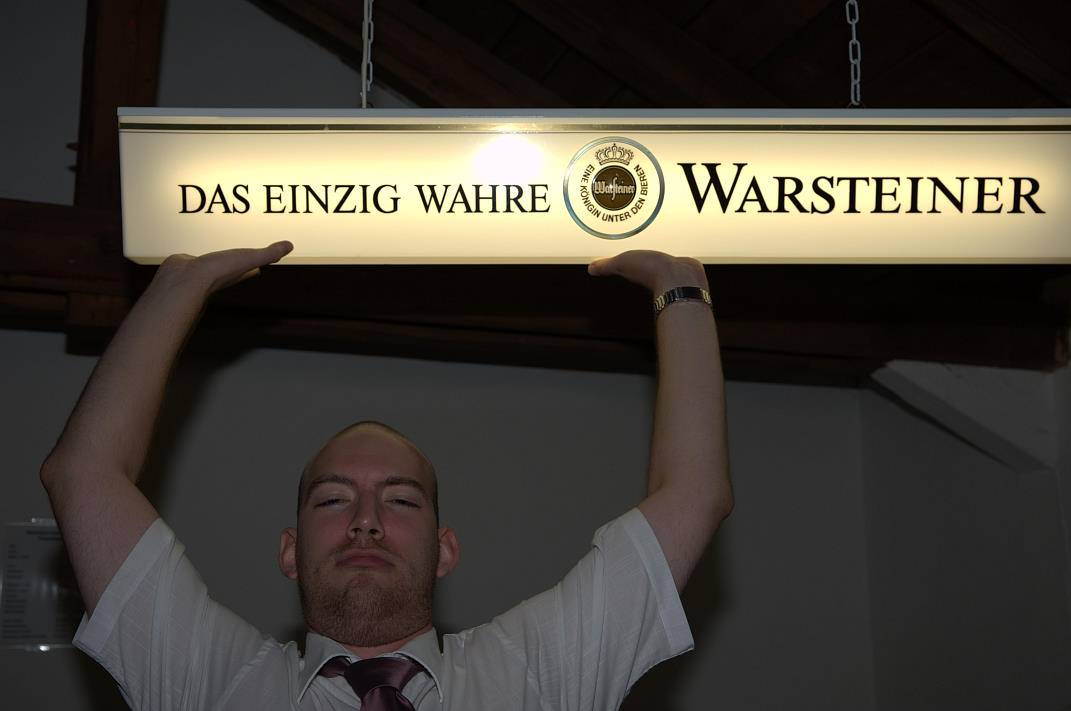 DAS EINZIG WAHRE
EINE KÖNIGIN UNTER DEN BIEREN
Warsteiner
WARSTEINER